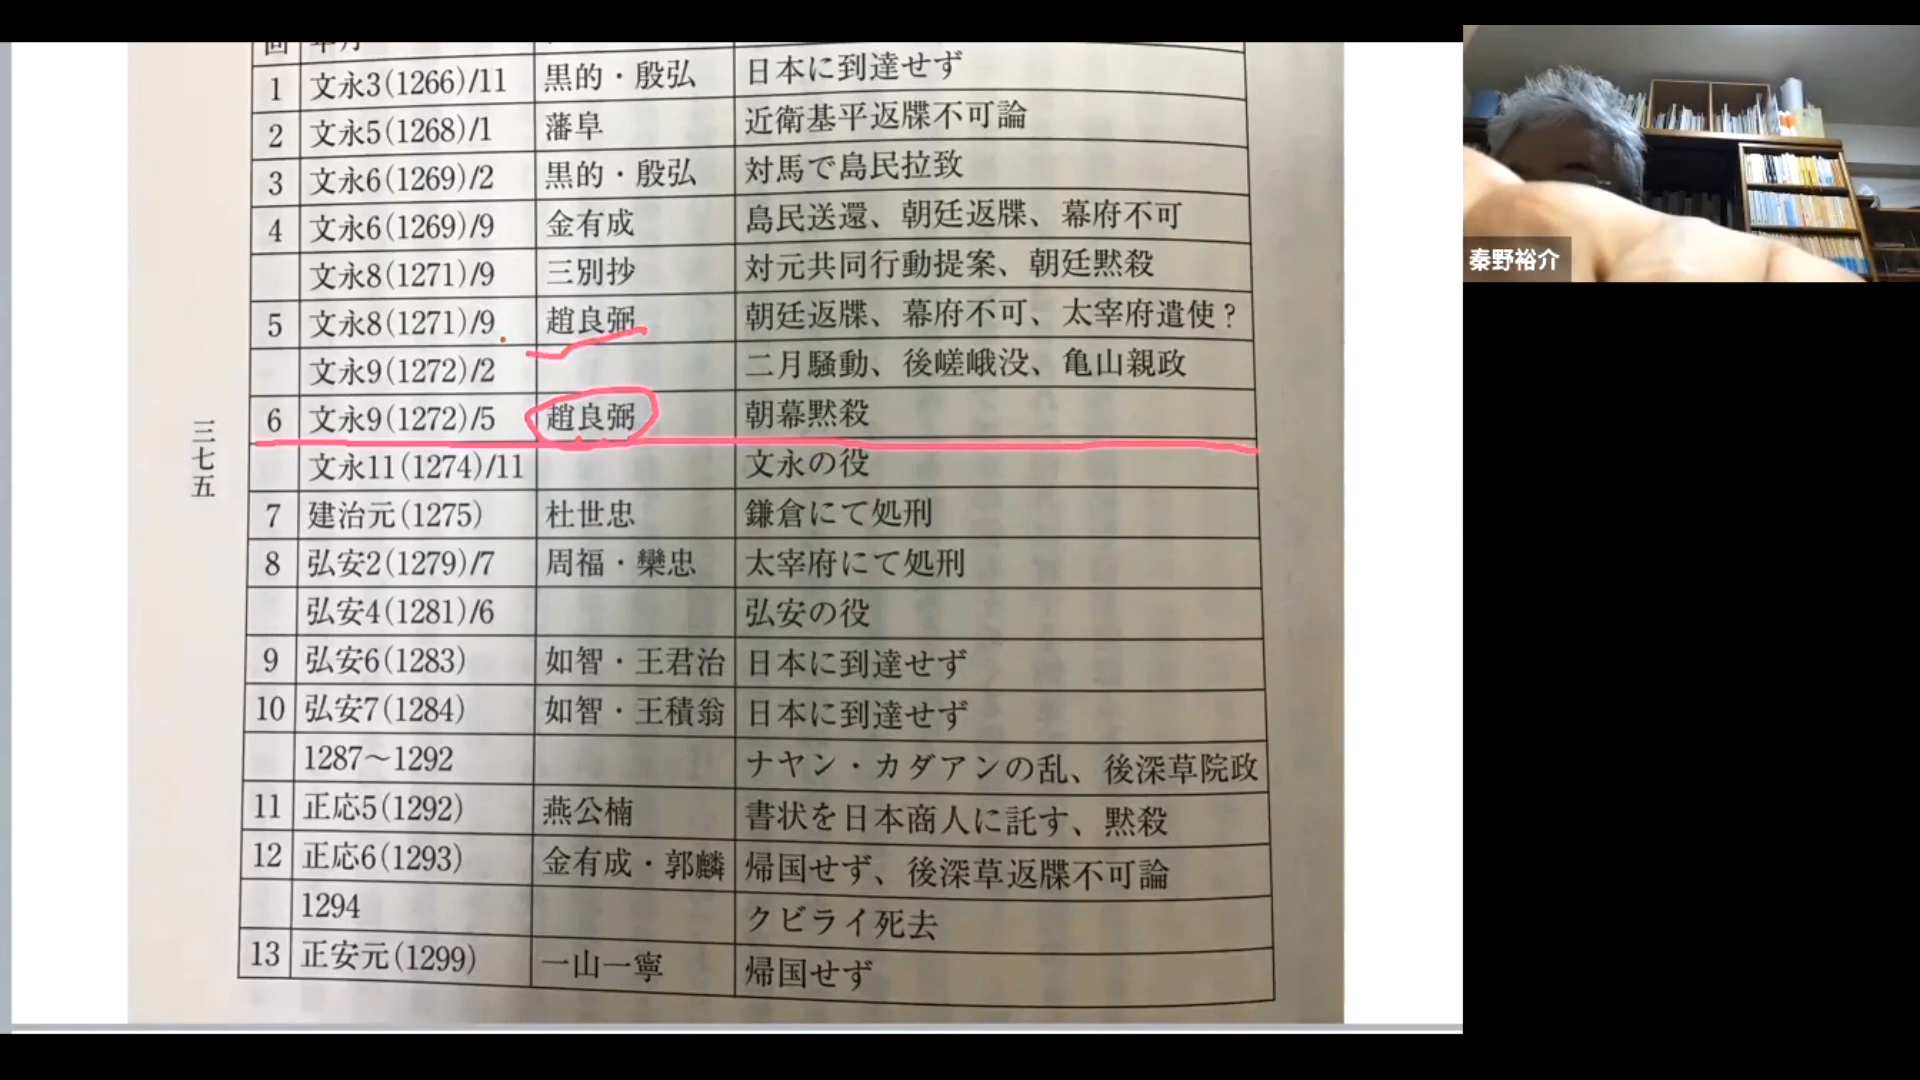 1 文永3(1266)/11 黒的・殷弘 日本に到達せず
2 文永5(1268)/1 藩阜 近衛基平返牒不可論
3 文永6(1269)/2 黒的・殷弘 対馬で島民拉致
4 文永6(1269)/9 金有成 島民送還、朝廷返牒、幕府不可
文永8(1271)/9 三別抄 対元共同行動提案、朝廷黙殺
5 文永8(1271)/9 趙良弼 朝廷返牒、幕府不可、太宰府遣使?
文永9(1272)/2 二月騒動、後嵯峨没、亀山親政
6 文永9(1272)/5 趙良弼 朝幕黙殺
文永11(1274)/11 文永の役
7 建治元(1275) 杜世忠 鎌倉にて処刑
8 弘安2(1279)/7 周福・欒忠 太宰府にて処刑
弘安4(1281)/6 弘安の役
9 弘安6(1283) 如智・王君治 日本に到達せず
10 弘安7(1284) 如智・王積翁 日本に到達せず
1287〜1292 ナヤン・カダアンの乱、後深草院政
11 正応5(1292) 燕公楠 書状を日本商人に託す、黙殺
12 正応6(1293) 金有成・郭麟 帰国せず、後深草返牒不可論
1294 クビライ死去
13 正安元(1299) 一山一寧 帰国せず
三七五
秦野裕介